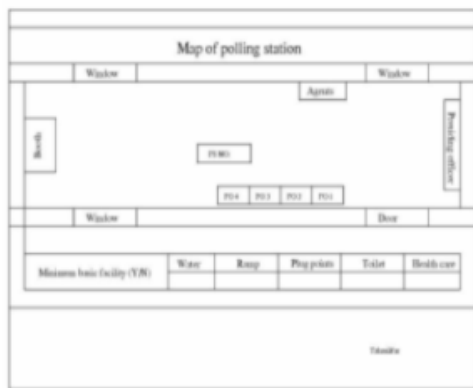 Map of polling station
Window Window
Agents
Booth
Presiding officer
PO4 PO3 PO2 PO1
Window Door
Minimum basic facility (Y/N) Water Ramp Plug points Toilet Health care